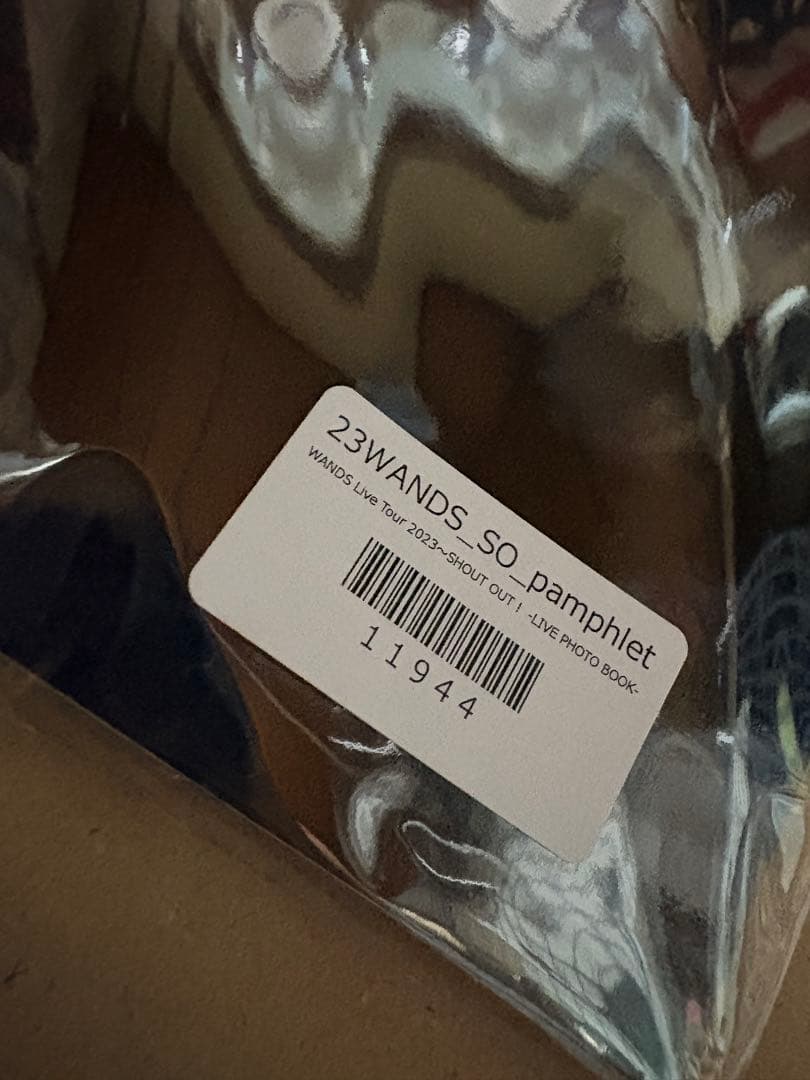 23WANDS_SO_pamphlet
WANDS Live Tour 2023~SHOUT OUT！-LIVE PHOTO BOOK-
11944